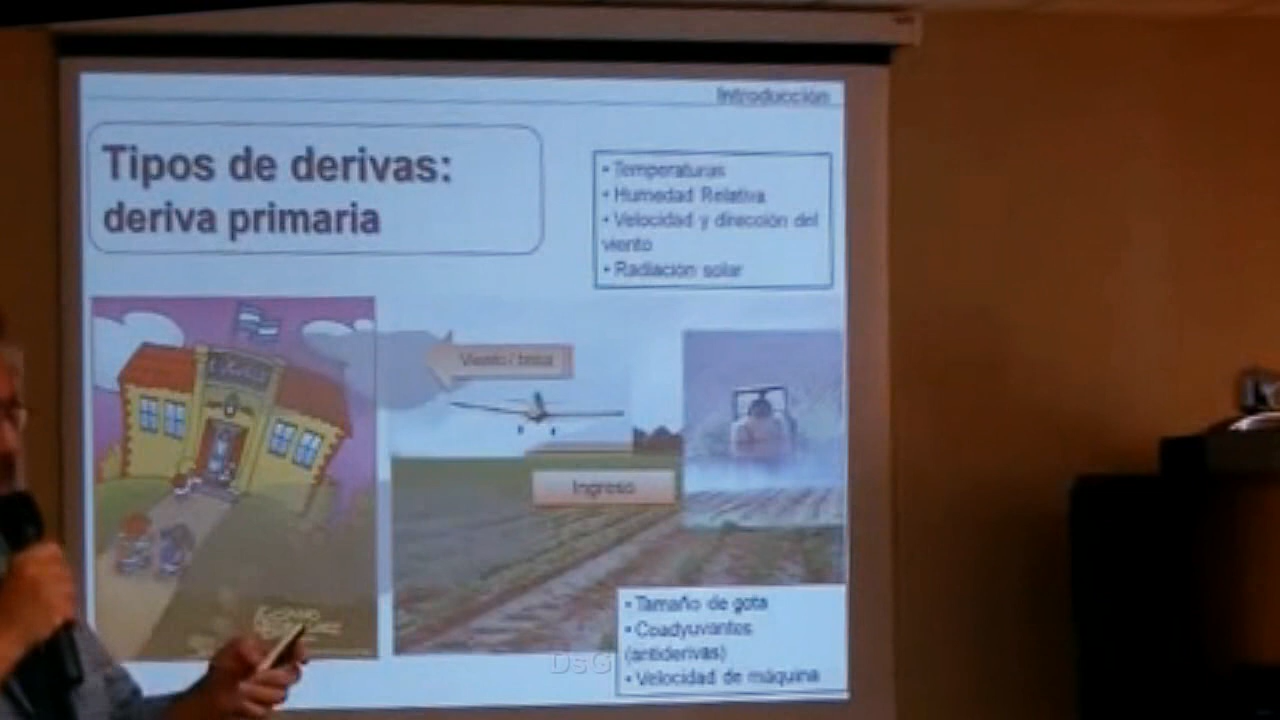 Introducción
Tipos de derivas:
deriva primaria
• Temperaturas
• Humedad Relativa
• Velocidad y dirección del
viento
• Radiación solar
Viento / brisa
Ingreso
• Tamaño de gota
• Coadyuvantes
(antiderivas)
• Velocidad de máquina
DsG